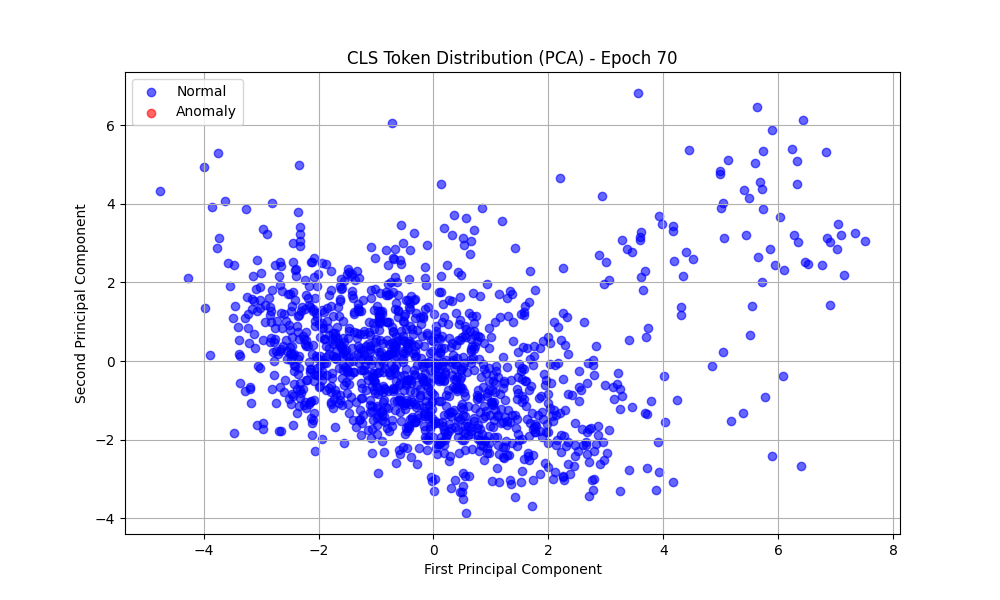 CLS Token Distribution (PCA) - Epoch 70
Normal
Anomaly
Second Principal Component
6
4
2
0
−2
−4
−4 −2 0 2 4 6 8
First Principal Component